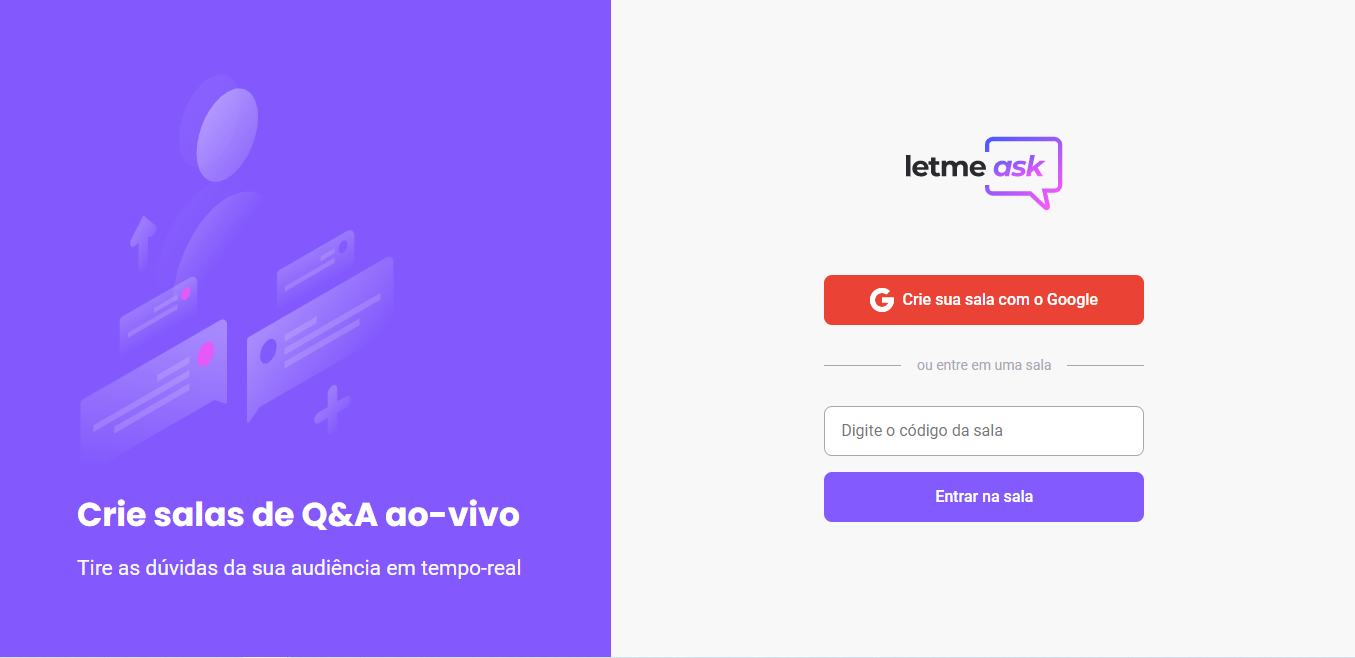 Crie salas de Q&A ao-vivo
Tire as dúvidas da sua audiência em tempo-real
letme ask
Crie sua sala com o Google
ou entre em uma sala
Digite o código da sala
Entrar na sala